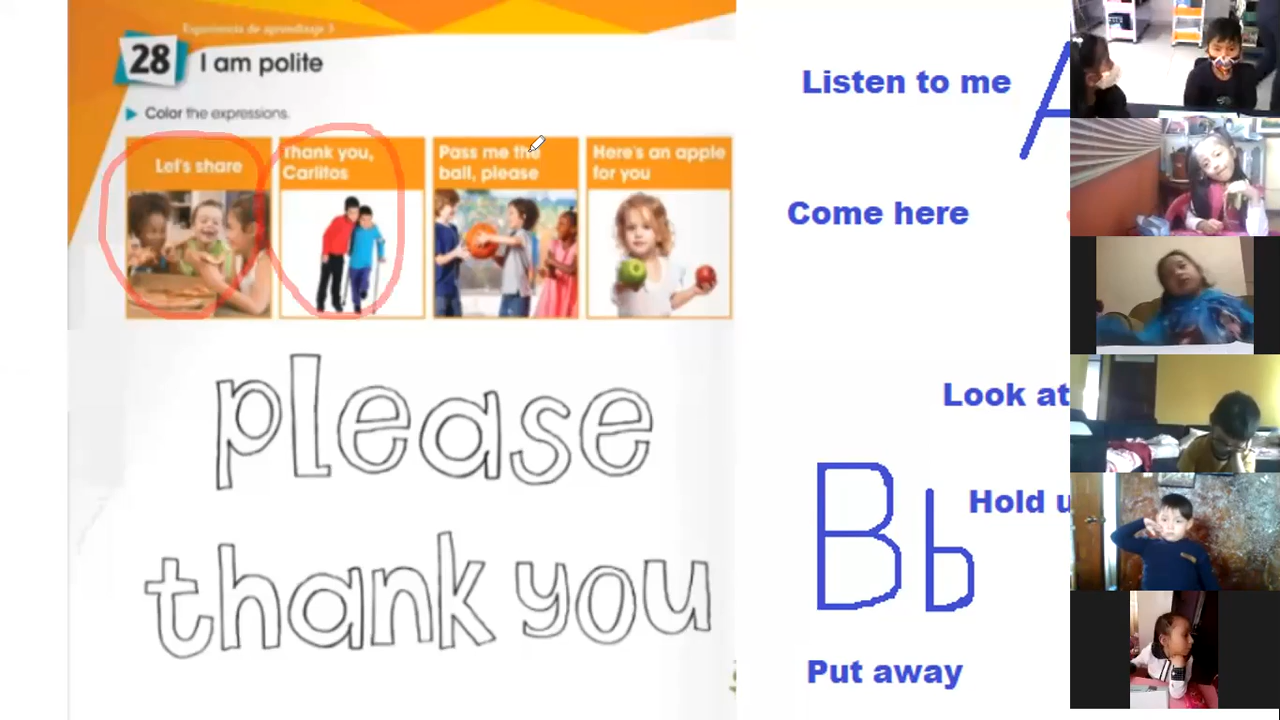 Experiencia de aprendizaje 3
28 I am polite
Color the expressions.
Let's share
Thank you,
Carlitos
Pass me the
ball, please
Here's an apple
for you
please
thank you
Listen to me
A
Come here
Look at
Bb
Hold u
Put away